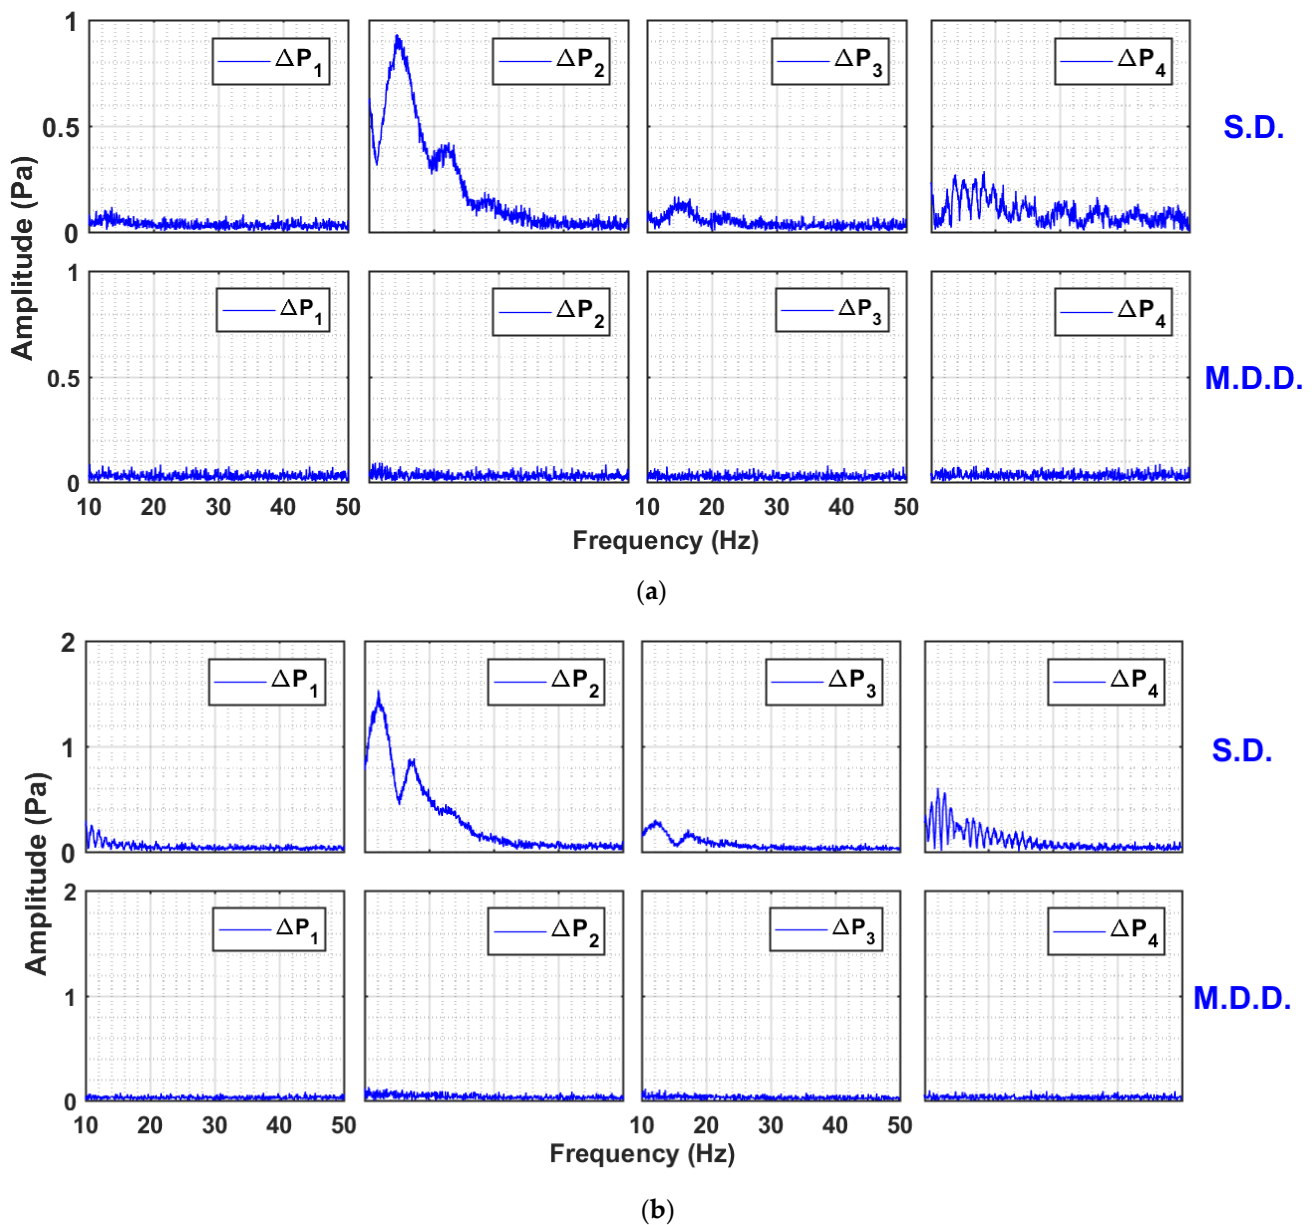 1
0.5
0
Amplitude (Pa)
ΔP1
ΔP2
ΔP3
ΔP4
S.D.
1
0.5
0
ΔP1
ΔP2
ΔP3
ΔP4
M.D.D.
10 20 30 40 50
10 20 30 40 50
Frequency (Hz)
(a)
2
1
0
Amplitude (Pa)
ΔP1
ΔP2
ΔP3
ΔP4
S.D.
2
1
0
ΔP1
ΔP2
ΔP3
ΔP4
M.D.D.
10 20 30 40 50
10 20 30 40 50
Frequency (Hz)
(b)